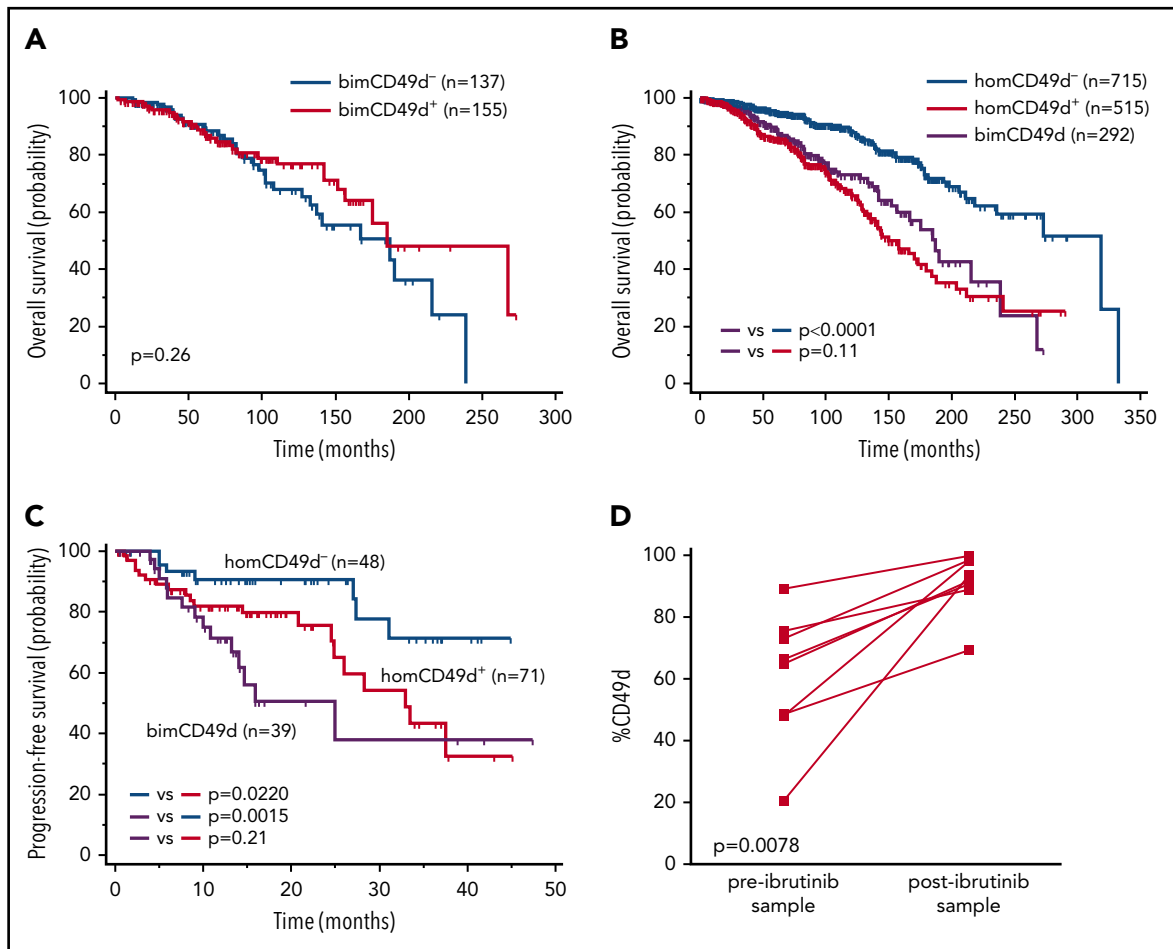 A
bimCD49d⁻ (n=137)
bimCD49d⁺ (n=155)
100
80
60
40
20
0
Overall survival (probability)
p=0.26
0 50 100 150 200 250 300
Time (months)
B
homCD49d⁻ (n=715)
homCD49d⁺ (n=515)
bimCD49d (n=292)
100
80
60
40
20
0
Overall survival (probability)
vs p<0.0001
vs p=0.11
0 50 100 150 200 250 300 350
Time (months)
C
100
80
60
40
20
0
Progression-free survival (probability)
homCD49d⁻ (n=48)
homCD49d⁺ (n=71)
bimCD49d (n=39)
vs p=0.0220
vs p=0.0015
vs p=0.21
0 10 20 30 40 50
Time (months)
D
100
80
60
40
20
0
%CD49d
p=0.0078
pre-ibrutinib post-ibrutinib
sample sample